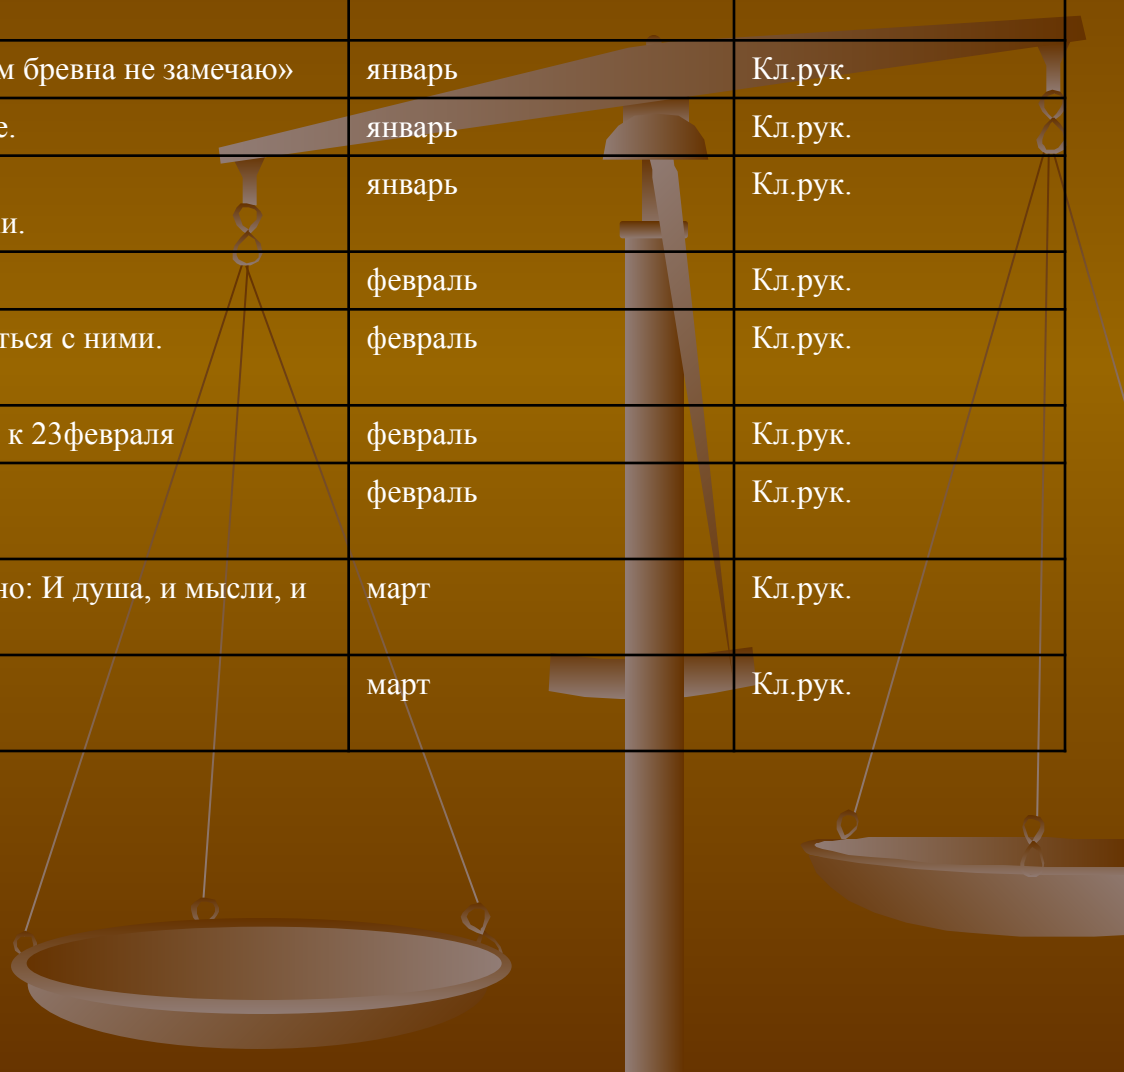 м бревна не замечаю» январь Кл.рук.
е. январь Кл.рук.
январь Кл.рук.
и.
февраль Кл.рук.
ться с ними. февраль Кл.рук.
к 23февраля февраль Кл.рук.
февраль Кл.рук.
но: И душа, и мысли, и март Кл.рук.
март Кл.рук.